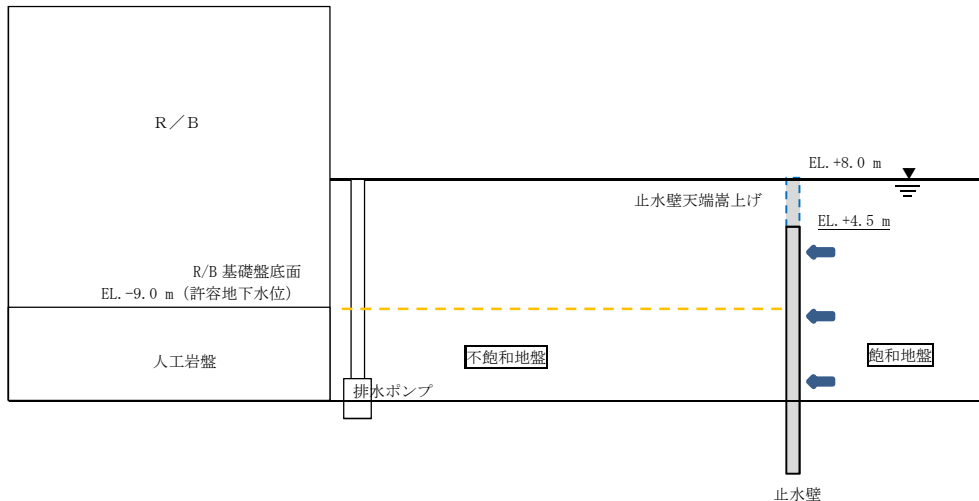 R/B
EL.+8.0 m
止水壁天端嵩上げ
EL.+4.5 m
R/B 基礎盤底面
EL.-9.0 m (許容地下水位)
人工岩盤
不飽和地盤
飽和地盤
排水ポンプ
止水壁